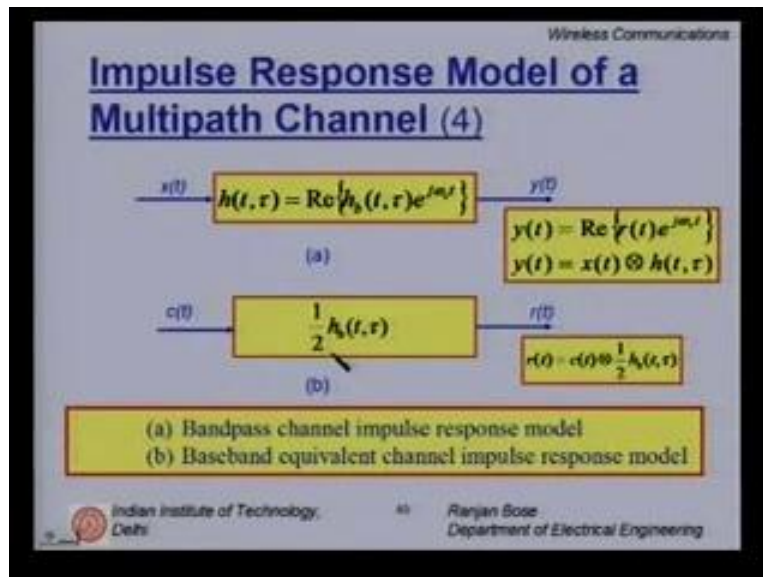 Wireless Communications
Impulse Response Model of a
Multipath Channel (4)
x(t)
h(t,τ) = Re{h_b(t,τ)e^{jω_c t}}
y(t)
y(t) = Re{r(t)e^{jω_c t}}
y(t) = x(t) ⊗ h(t,τ)
(a)
c(t)
1/2 h_b(t,τ)
r(t)
r(t) = c(t) ⊗ 1/2 h_b(t,τ)
(b)
(a) Bandpass channel impulse response model
(b) Baseband equivalent channel impulse response model
Indian Institute of Technology,
Delhi
Ranjan Bose
Department of Electrical Engineering